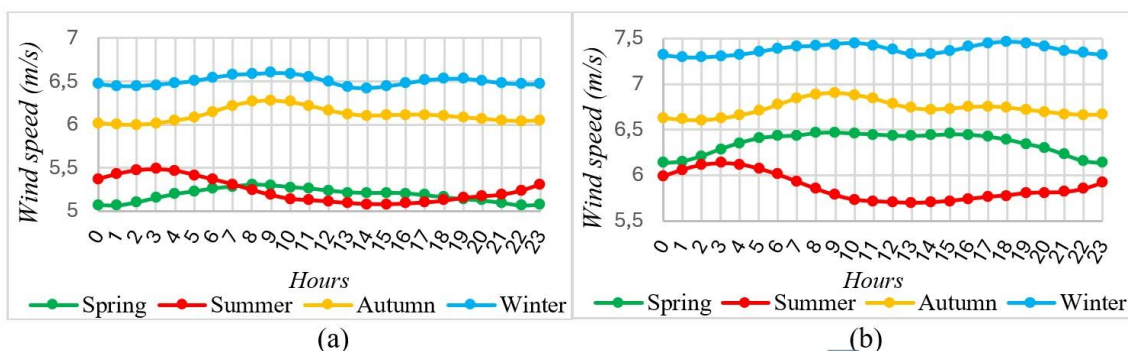 Wind speed (m/s)
7
6,5
6
5,5
5
0 1 2 3 4 5 6 7 8 9 10 11 12 13 14 15 16 17 18 19 20 21 22 23
Hours
Spring Summer Autumn Winter
(a)
Wind speed (m/s)
7,5
7
6,5
6
5,5
0 1 2 3 4 5 6 7 8 9 10 11 12 13 14 15 16 17 18 19 20 21 22 23
Hours
Spring Summer Autumn Winter
(b)